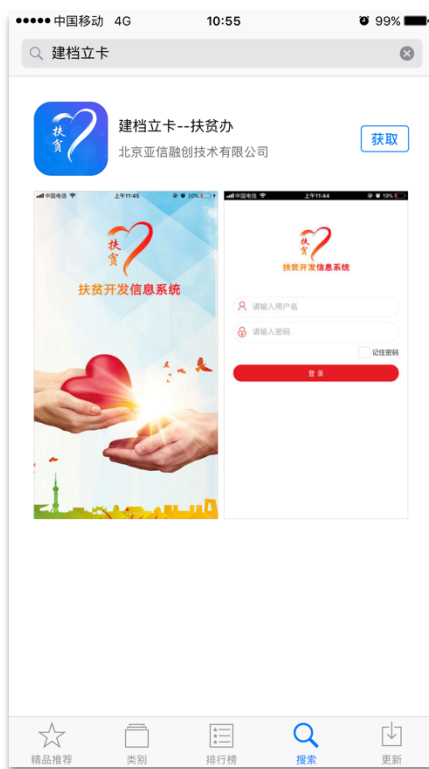 中国移动 4G 10:55 99%
建档立卡
扶贫
建档立卡--扶贫办
获取
北京亚信融创技术有限公司
中国电信 上午11:45 20%
扶贫
扶贫开发信息系统
中国电信 上午11:44 19%
扶贫
扶贫开发信息系统
请输入用户名
请输入密码
记住密码
登录
精品推荐 类别 排行榜 搜索 更新